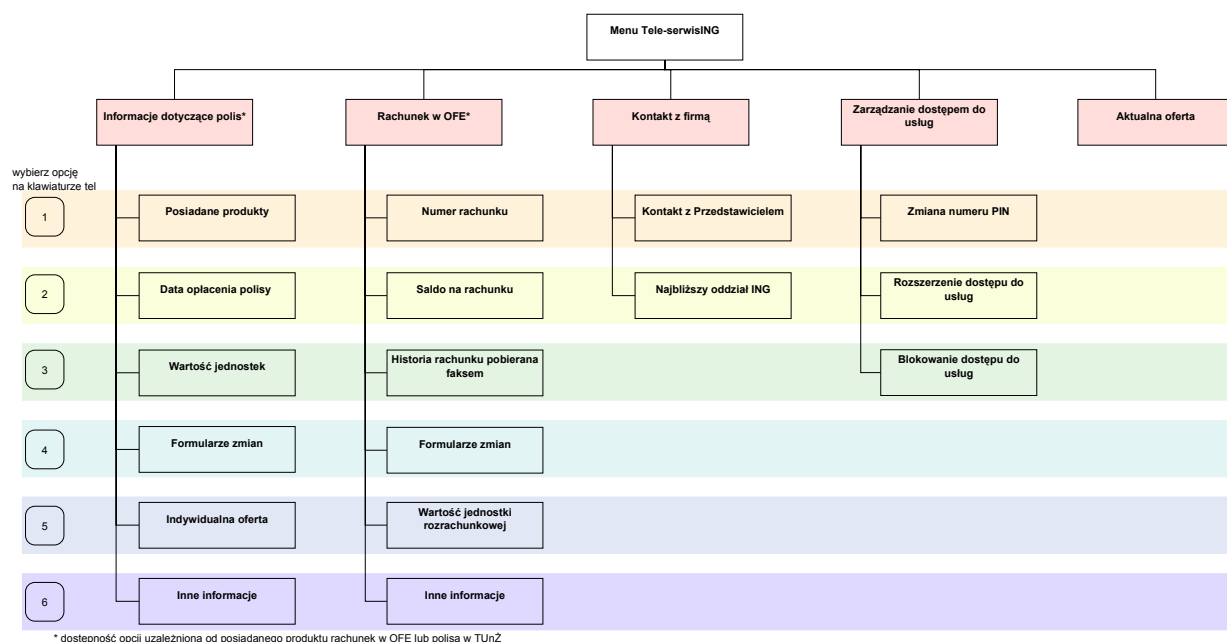 Menu Tele-serwisING
Informacje dotyczące polis*
Rachunek w OFE*
Kontakt z firmą
Zarządzanie dostępem do
usług
Aktualna oferta
wybierz opcję
na klawiaturze tel
1
Posiadane produkty
Numer rachunku
Kontakt z Przedstawicielem
Zmiana numeru PIN
2
Data opłacenia polisy
Saldo na rachunku
Najbliższy oddział ING
Rozszerzenie dostępu do
usług
3
Wartość jednostek
Historia rachunku pobierana
faksem
Blokowanie dostępu do
usług
4
Formularze zmian
Formularze zmian
5
Indywidualna oferta
Wartość jednostki
rozrachunkowej
6
Inne informacje
Inne informacje
* dostępność opcji uzależniona od posiadanego produktu rachunek w OFE lub polisa w TUnŻ